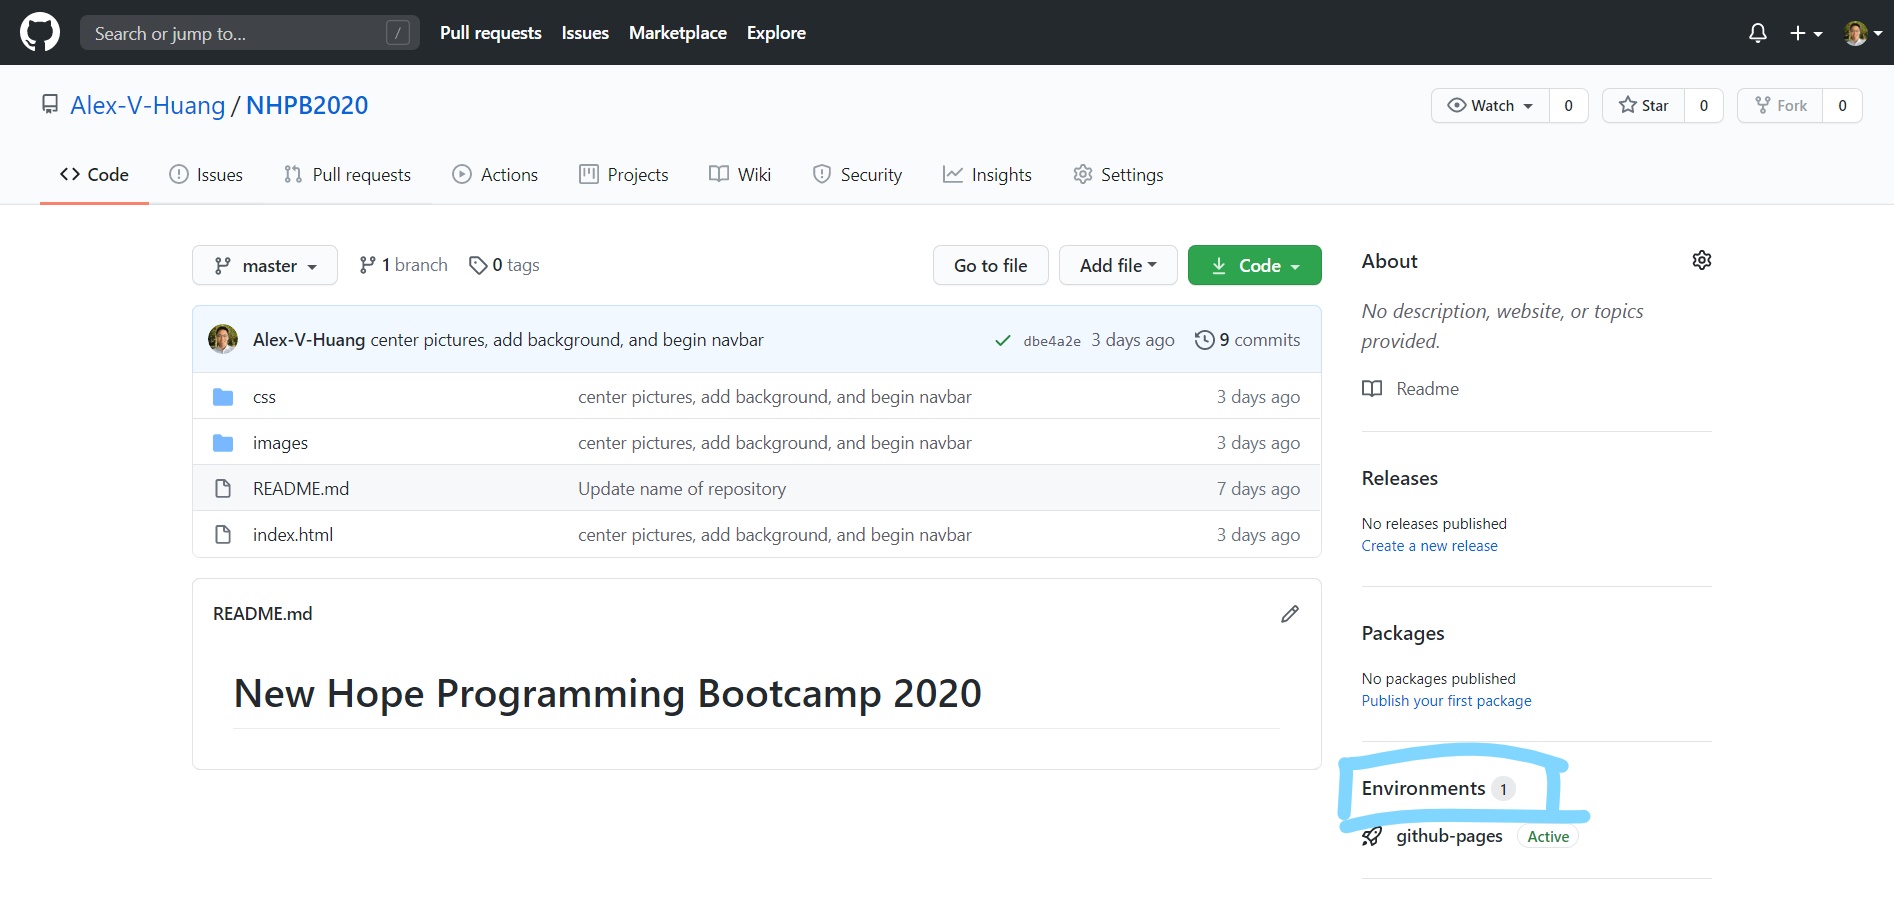 Search or jump to... /
Pull requests Issues Marketplace Explore
Alex-V-Huang / NHPB2020
Watch 0 Star 0 Fork 0
Code Issues Pull requests Actions Projects Wiki Security Insights Settings
master 1 branch 0 tags Go to file Add file Code
Alex-V-Huang center pictures, add background, and begin navbar dbe4a2e 3 days ago 9 commits
css center pictures, add background, and begin navbar 3 days ago
images center pictures, add background, and begin navbar 3 days ago
README.md Update name of repository 7 days ago
index.html center pictures, add background, and begin navbar 3 days ago
README.md
New Hope Programming Bootcamp 2020
About
No description, website, or topics
provided.
Readme
Releases
No releases published
Create a new release
Packages
No packages published
Publish your first package
Environments 1
github-pages Active